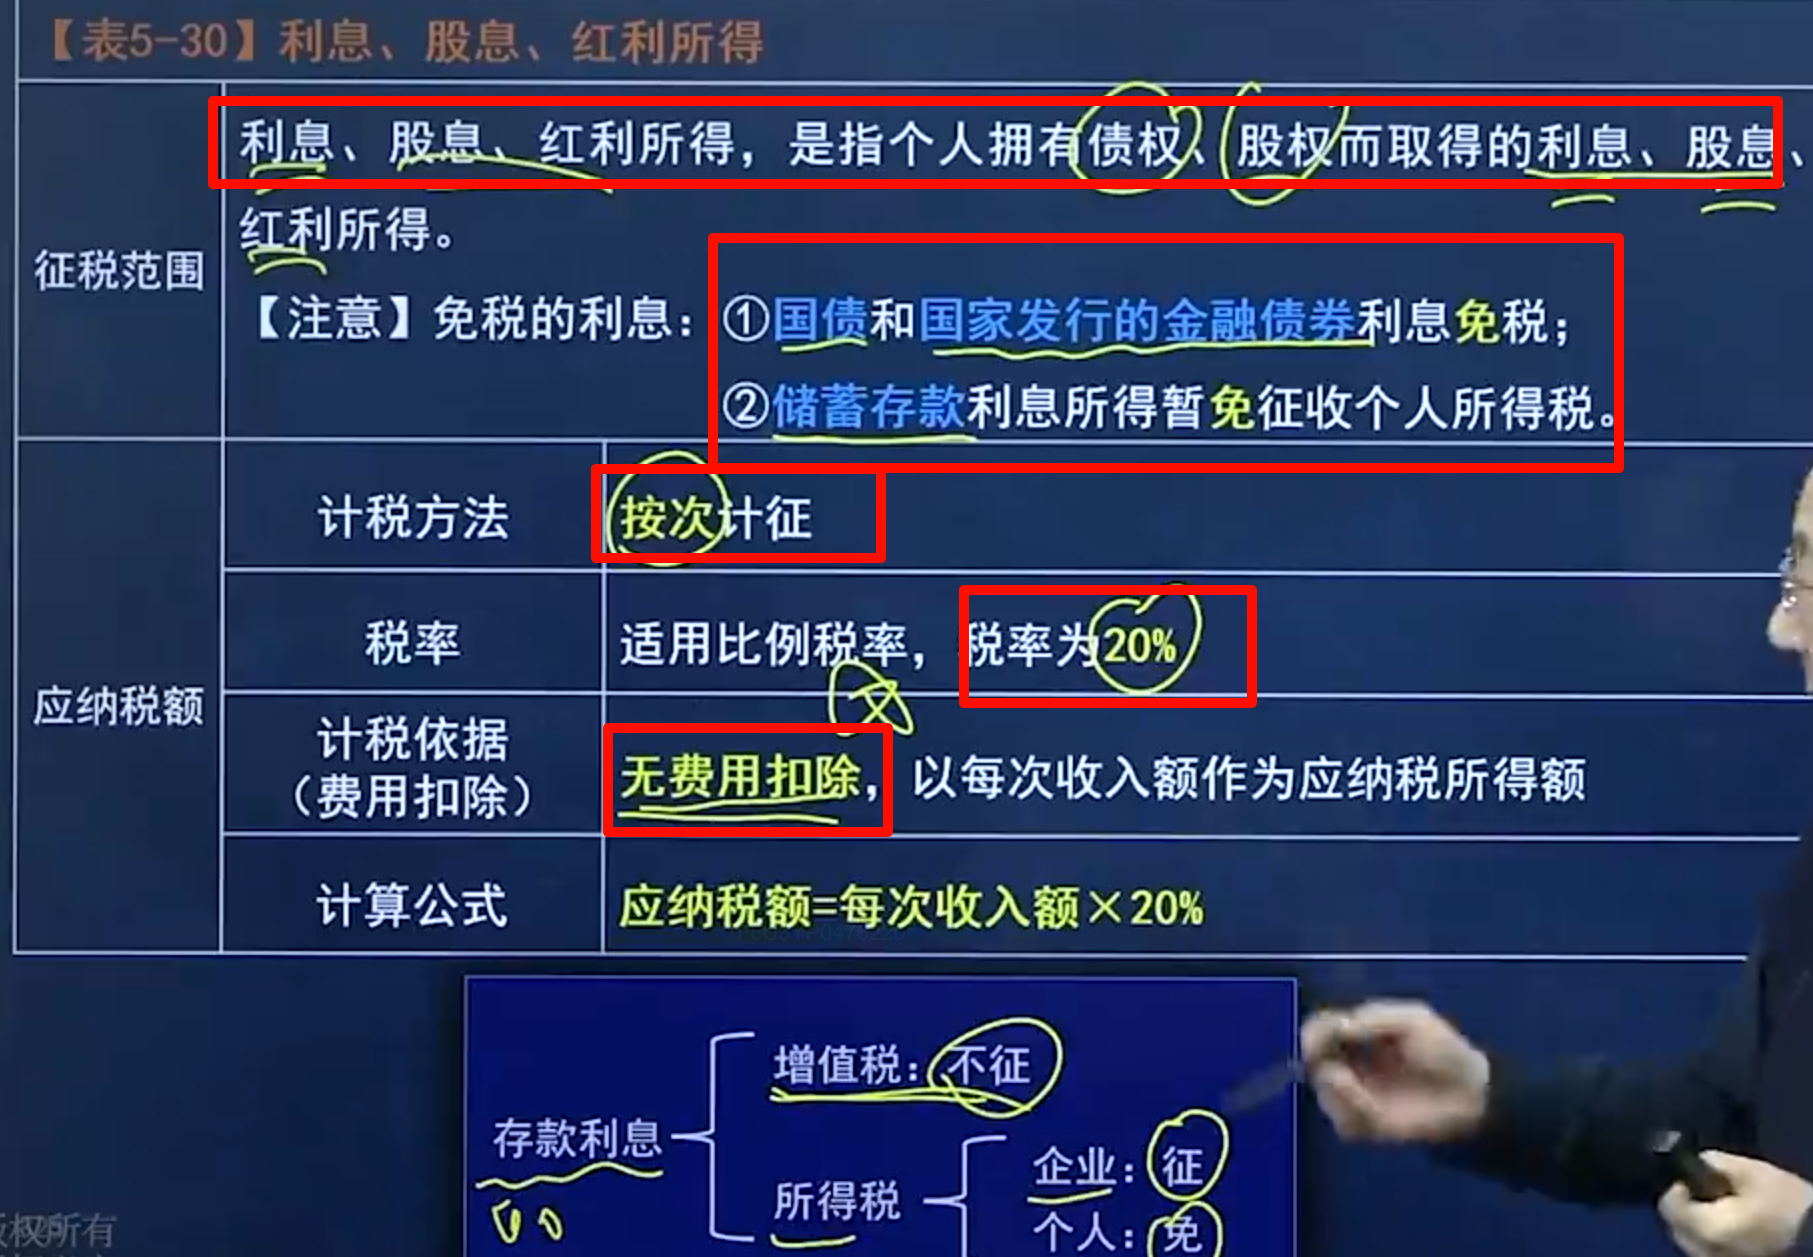 【表5-30】利息、股息、红利所得
征税范围
利息、股息、红利所得，是指个人拥有债权、股权而取得的利息、股息、
红利所得。
【注意】免税的利息：①国债和国家发行的金融债券利息免税；
②储蓄存款利息所得暂免征收个人所得税。
应纳税额
计税方法
按次计征
税率
适用比例税率，税率为20%
计税依据
（费用扣除）
无费用扣除，以每次收入额作为应纳税所得额
计算公式
应纳税额=每次收入额×20%
存款利息
增值税：不征
所得税
企业：征
个人：免
权所有